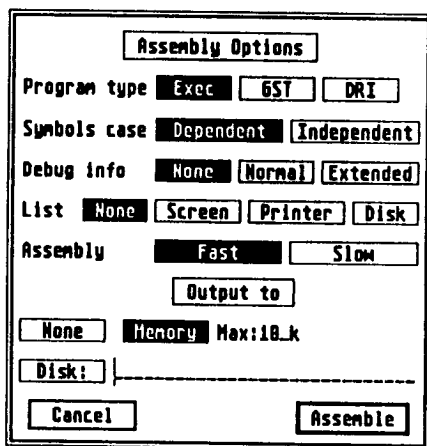 Assembly Options
Program type Exec GST DRI
Symbols case Dependent Independent
Debug info None Normal Extended
List None Screen Printer Disk
Assembly Fast Slow
Output to
None Memory Max:10_k
Disk:
Cancel Assemble